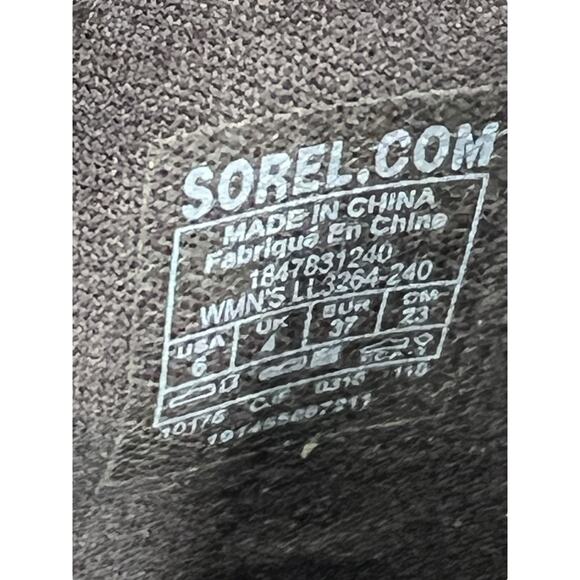 SOREL.COM
MADE IN CHINA
Fabriqué En Chine
1847831240
WMN'S LL3264-240
USA UK EUR CM
6 4 37 23
10176 0318 118